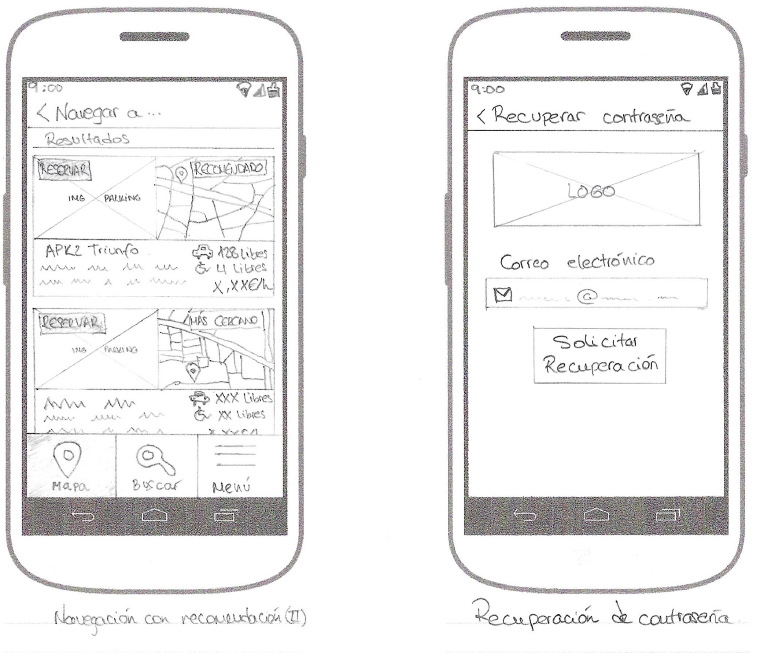 9:00
< Navegar a...
Resultados
RESERVAR
RECOMENDADO
IMG PARKING
APK2 Triunfo
128 Libres
4 Libres
X,XX€/h
RESERVAR
MÁS CERCANO
IMG PARKING
XXX Libres
XX Libres
X,XX€/h
Mapa
Buscar
Menú
Navegación con recomendación (II)
9:00
< Recuperar contraseña
LOGO
Correo electrónico
@
Solicitar
Recuperación
Recuperación de contraseña